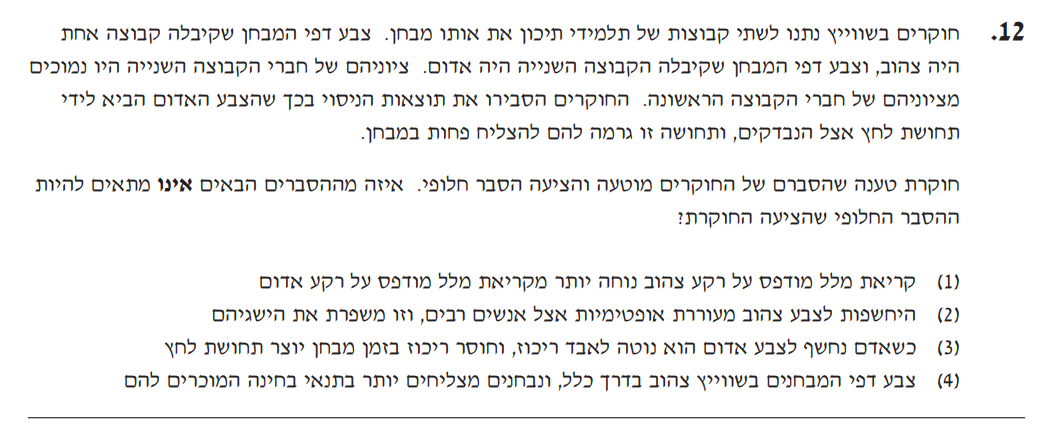 12. חוקרים בשווייץ נתנו לשתי קבוצות של תלמידי תיכון את אותו מבחן. צבע דפי המבחן שקיבלה קבוצה אחת
היה צהוב, וצבע דפי המבחן שקיבלה הקבוצה השנייה היה אדום. ציוניהם של חברי הקבוצה השנייה היו נמוכים
מציוניהם של חברי הקבוצה הראשונה. החוקרים הסבירו את תוצאות הניסוי בכך שהצבע האדום הביא לידי
תחושת לחץ אצל הנבדקים, ותחושה זו גרמה להם להצליח פחות במבחן.
חוקרת טענה שהסברם של החוקרים מוטעה והציעה הסבר חלופי. איזה מההסברים הבאים אינו מתאים להיות
ההסבר החלופי שהציעה החוקרת?
(1) קריאת מלל מודפס על רקע צהוב נוחה יותר מקריאת מלל מודפס על רקע אדום
(2) היחשפות לצבע צהוב מעוררת אופטימיות אצל אנשים רבים, וזו משפרת את הישגיהם
(3) כשאדם נחשף לצבע אדום הוא נוטה לאבד ריכוז, וחוסר ריכוז בזמן מבחן יוצר תחושת לחץ
(4) צבע דפי המבחנים בשווייץ צהוב בדרך כלל, ונבחנים מצליחים יותר בתנאי בחינה המוכרים להם